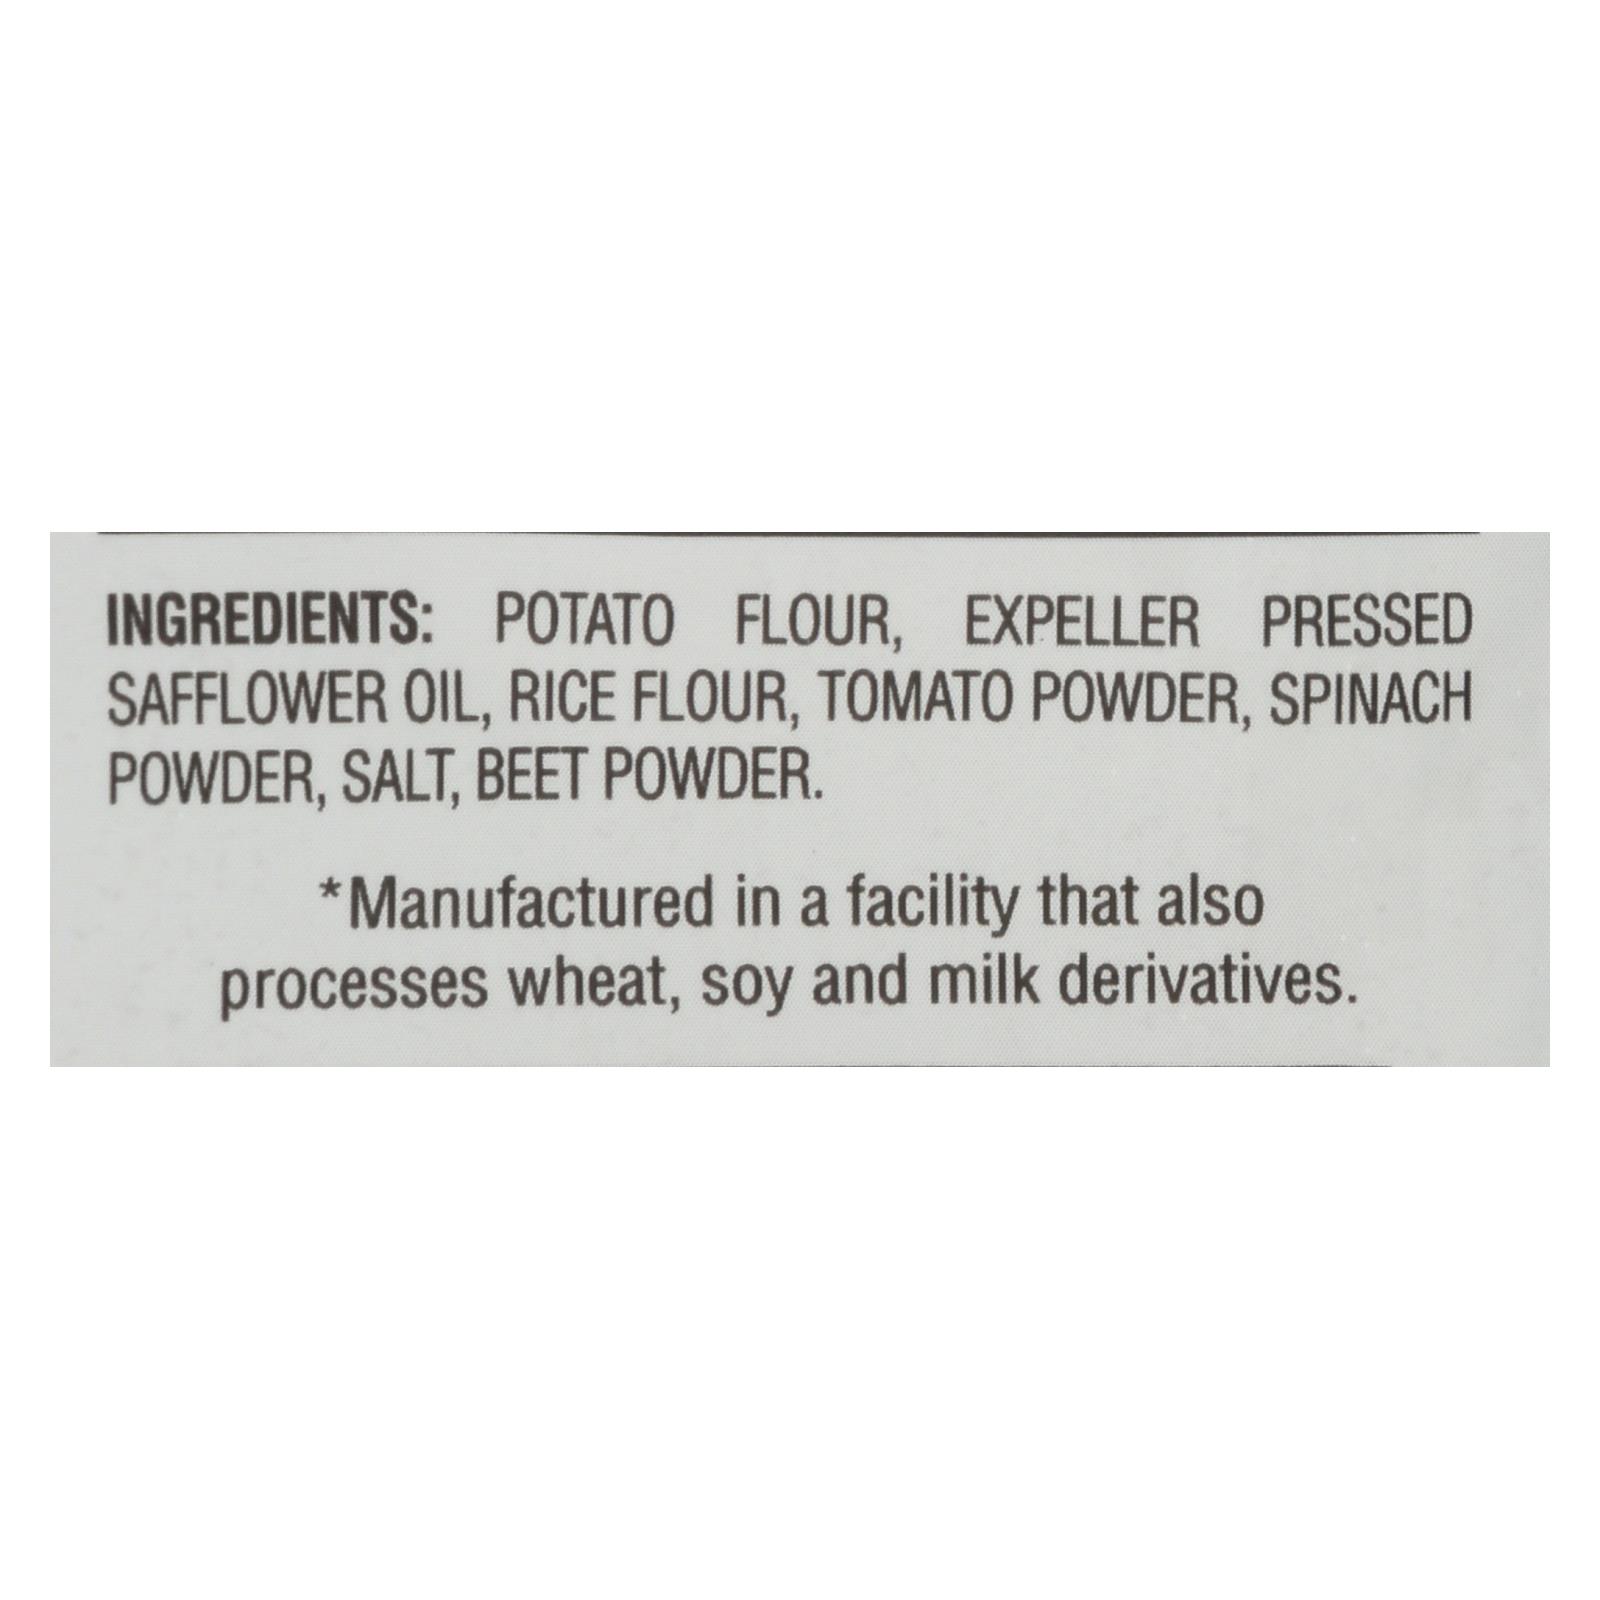 INGREDIENTS: POTATO FLOUR, EXPELLER PRESSED
SAFFLOWER OIL, RICE FLOUR, TOMATO POWDER, SPINACH
POWDER, SALT, BEET POWDER.
*Manufactured in a facility that also
processes wheat, soy and milk derivatives.